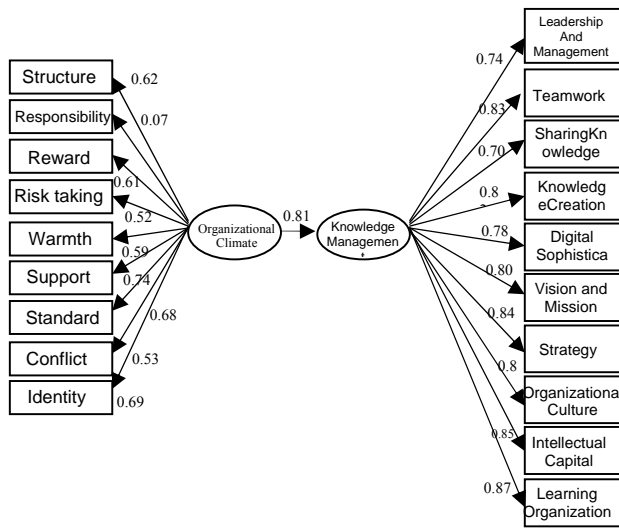 Structure
Responsibility
Reward
Risk taking
Warmth
Support
Standard
Conflict
Identity
0.62
0.07
0.61
0.52
0.59
0.74
0.68
0.53
0.69
Organizational
Climate
0.81
Knowledge
Managemen
0.74
0.83
0.70
0.8
0.78
0.80
0.84
0.8
0.85
0.87
Leadership
And
Management
Teamwork
SharingKn
owledge
Knowledg
eCreation
Digital
Sophistica
Vision and
Mission
Strategy
Organizational
Culture
Intellectual
Capital
Learning
Organization